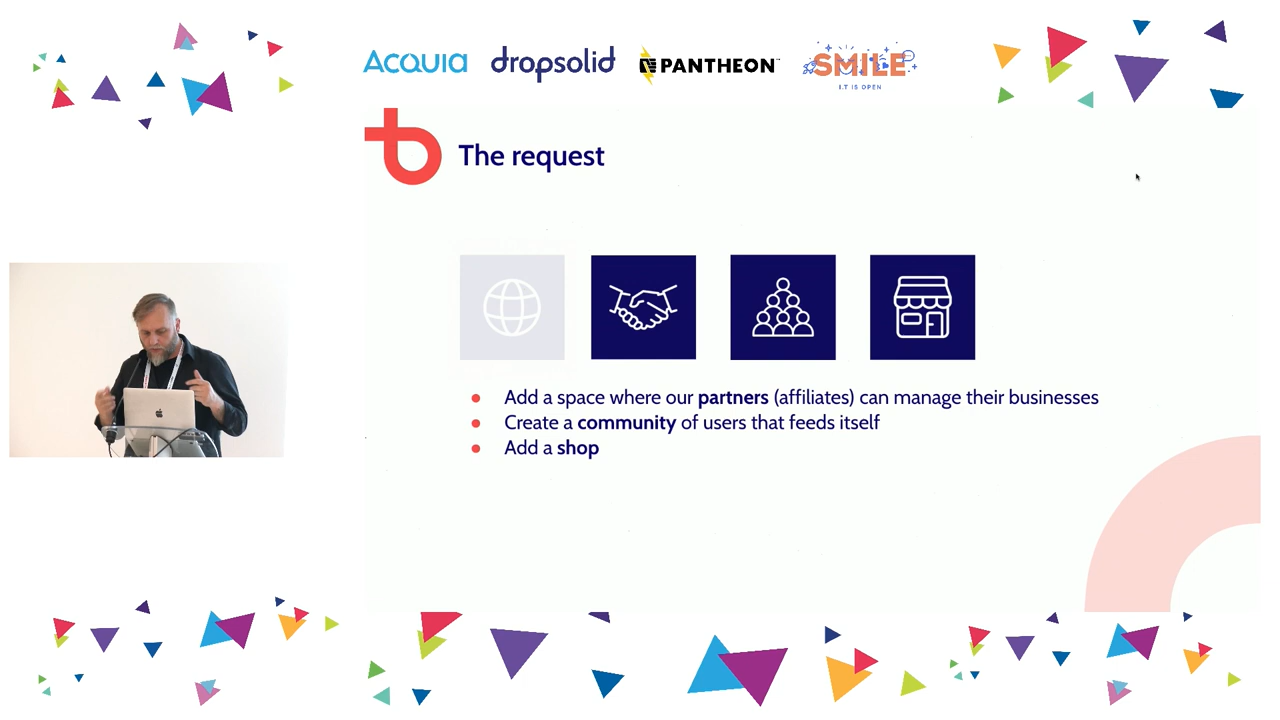 Acquia dropsolid PANTHEON SMILE
I.T IS OPEN
The request
Add a space where our partners (affiliates) can manage their businesses
Create a community of users that feeds itself
Add a shop